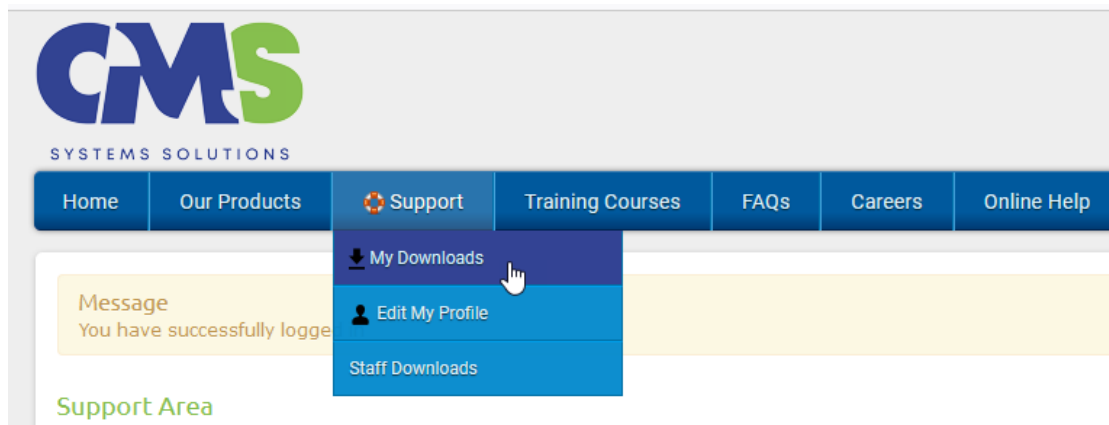 CMS
SYSTEMS SOLUTIONS
Home Our Products Support Training Courses FAQs Careers Online Help
My Downloads
Edit My Profile
Staff Downloads
Message
You have successfully logge
Support Area